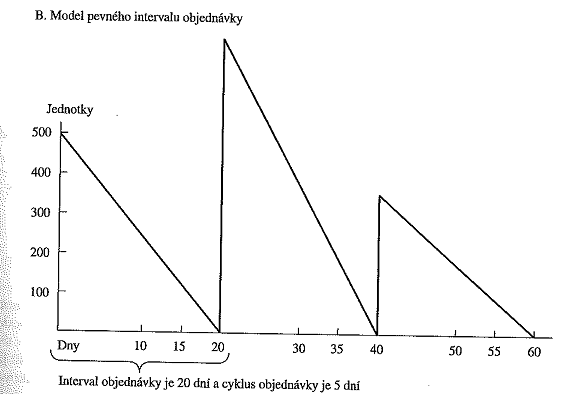 B. Model pevného intervalu objednávky
Jednotky
500
400
300
200
100
Dny 10 15 20 30 35 40 50 55 60
Interval objednávky je 20 dní a cyklus objednávky je 5 dní